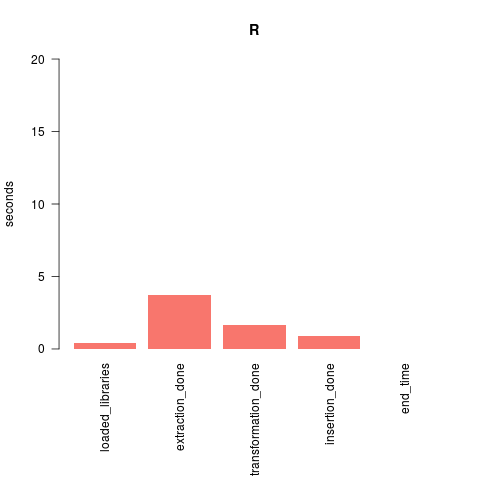 R
seconds
20
15
10
5
0
loaded_libraries
extraction_done
transformation_done
insertion_done
end_time